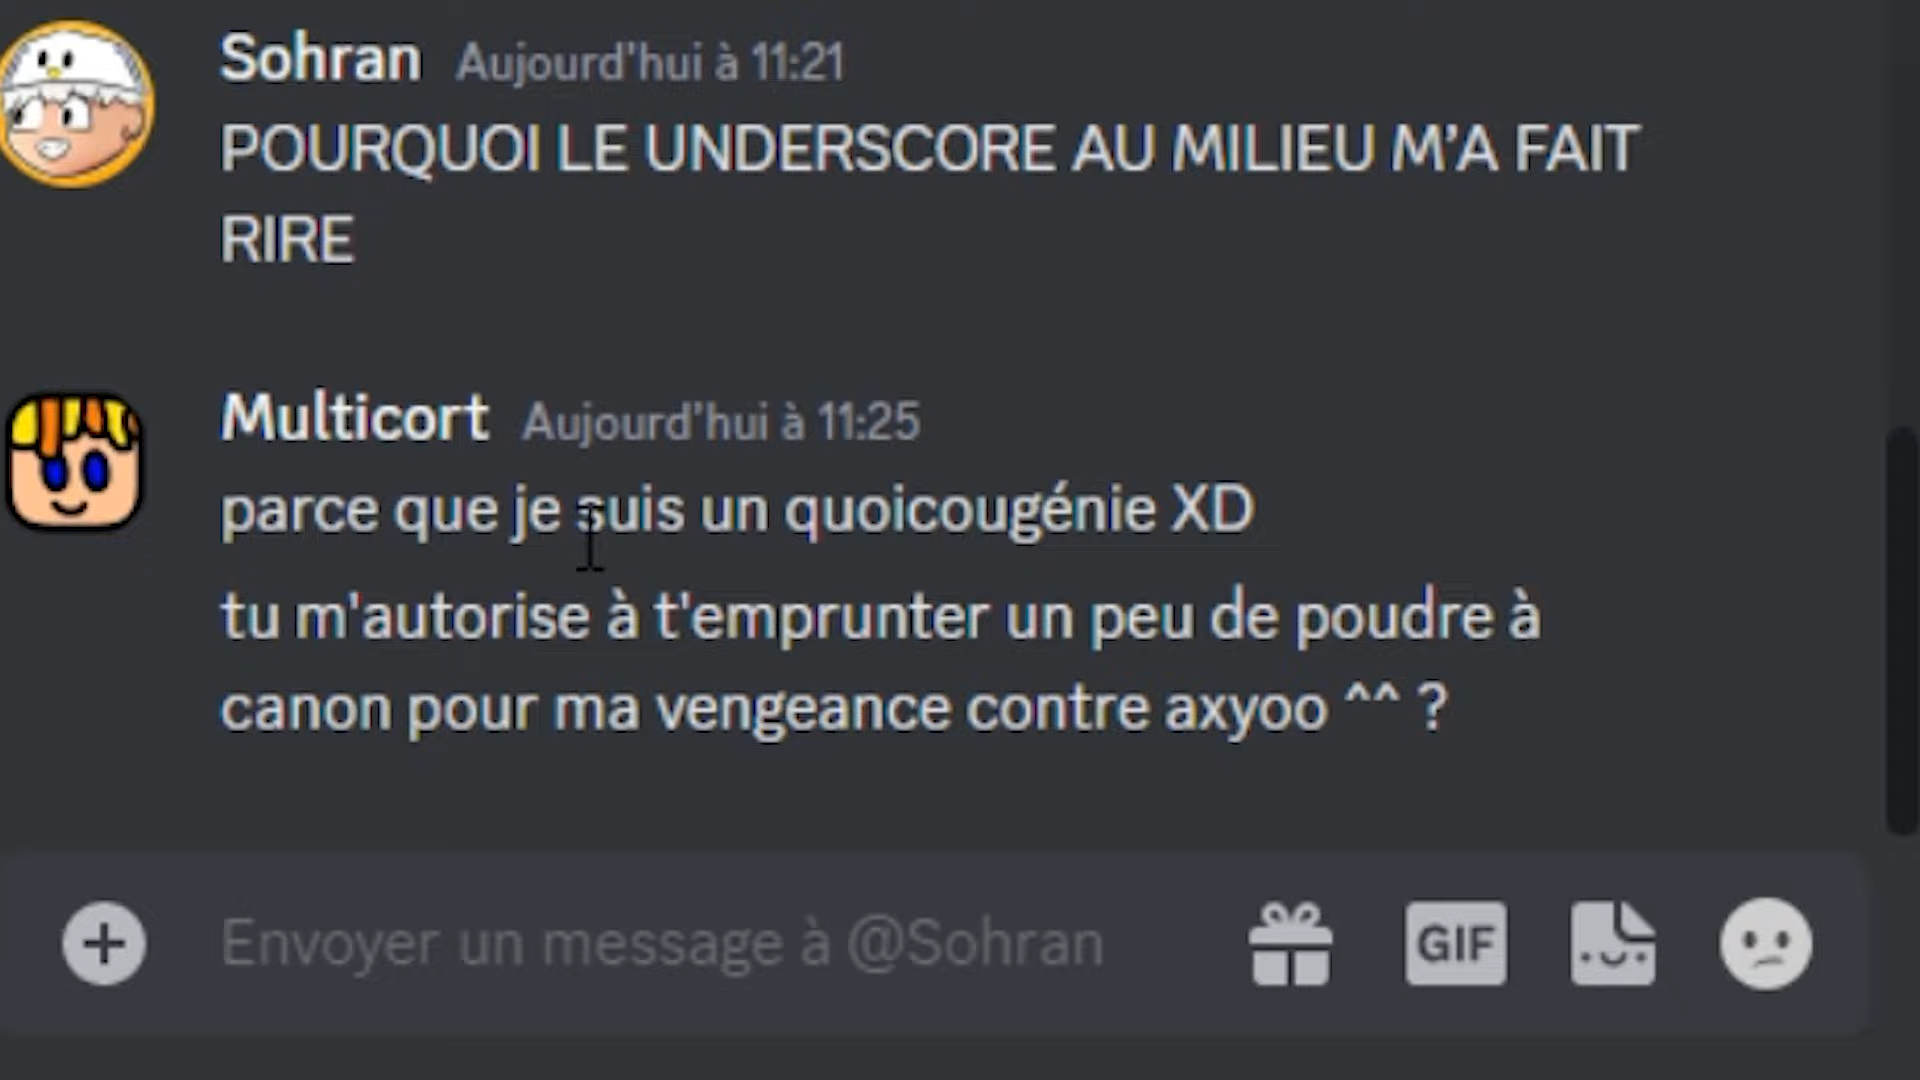 Sohran Aujourd'hui à 11:21
POURQUOI LE UNDERSCORE AU MILIEU M'A FAIT
RIRE
Multicort Aujourd'hui à 11:25
parce que je suis un quoicougénie XD
tu m'autorise à t'emprunter un peu de poudre à
canon pour ma vengeance contre axyoo ^^ ?
Envoyer un message à @Sohran GIF